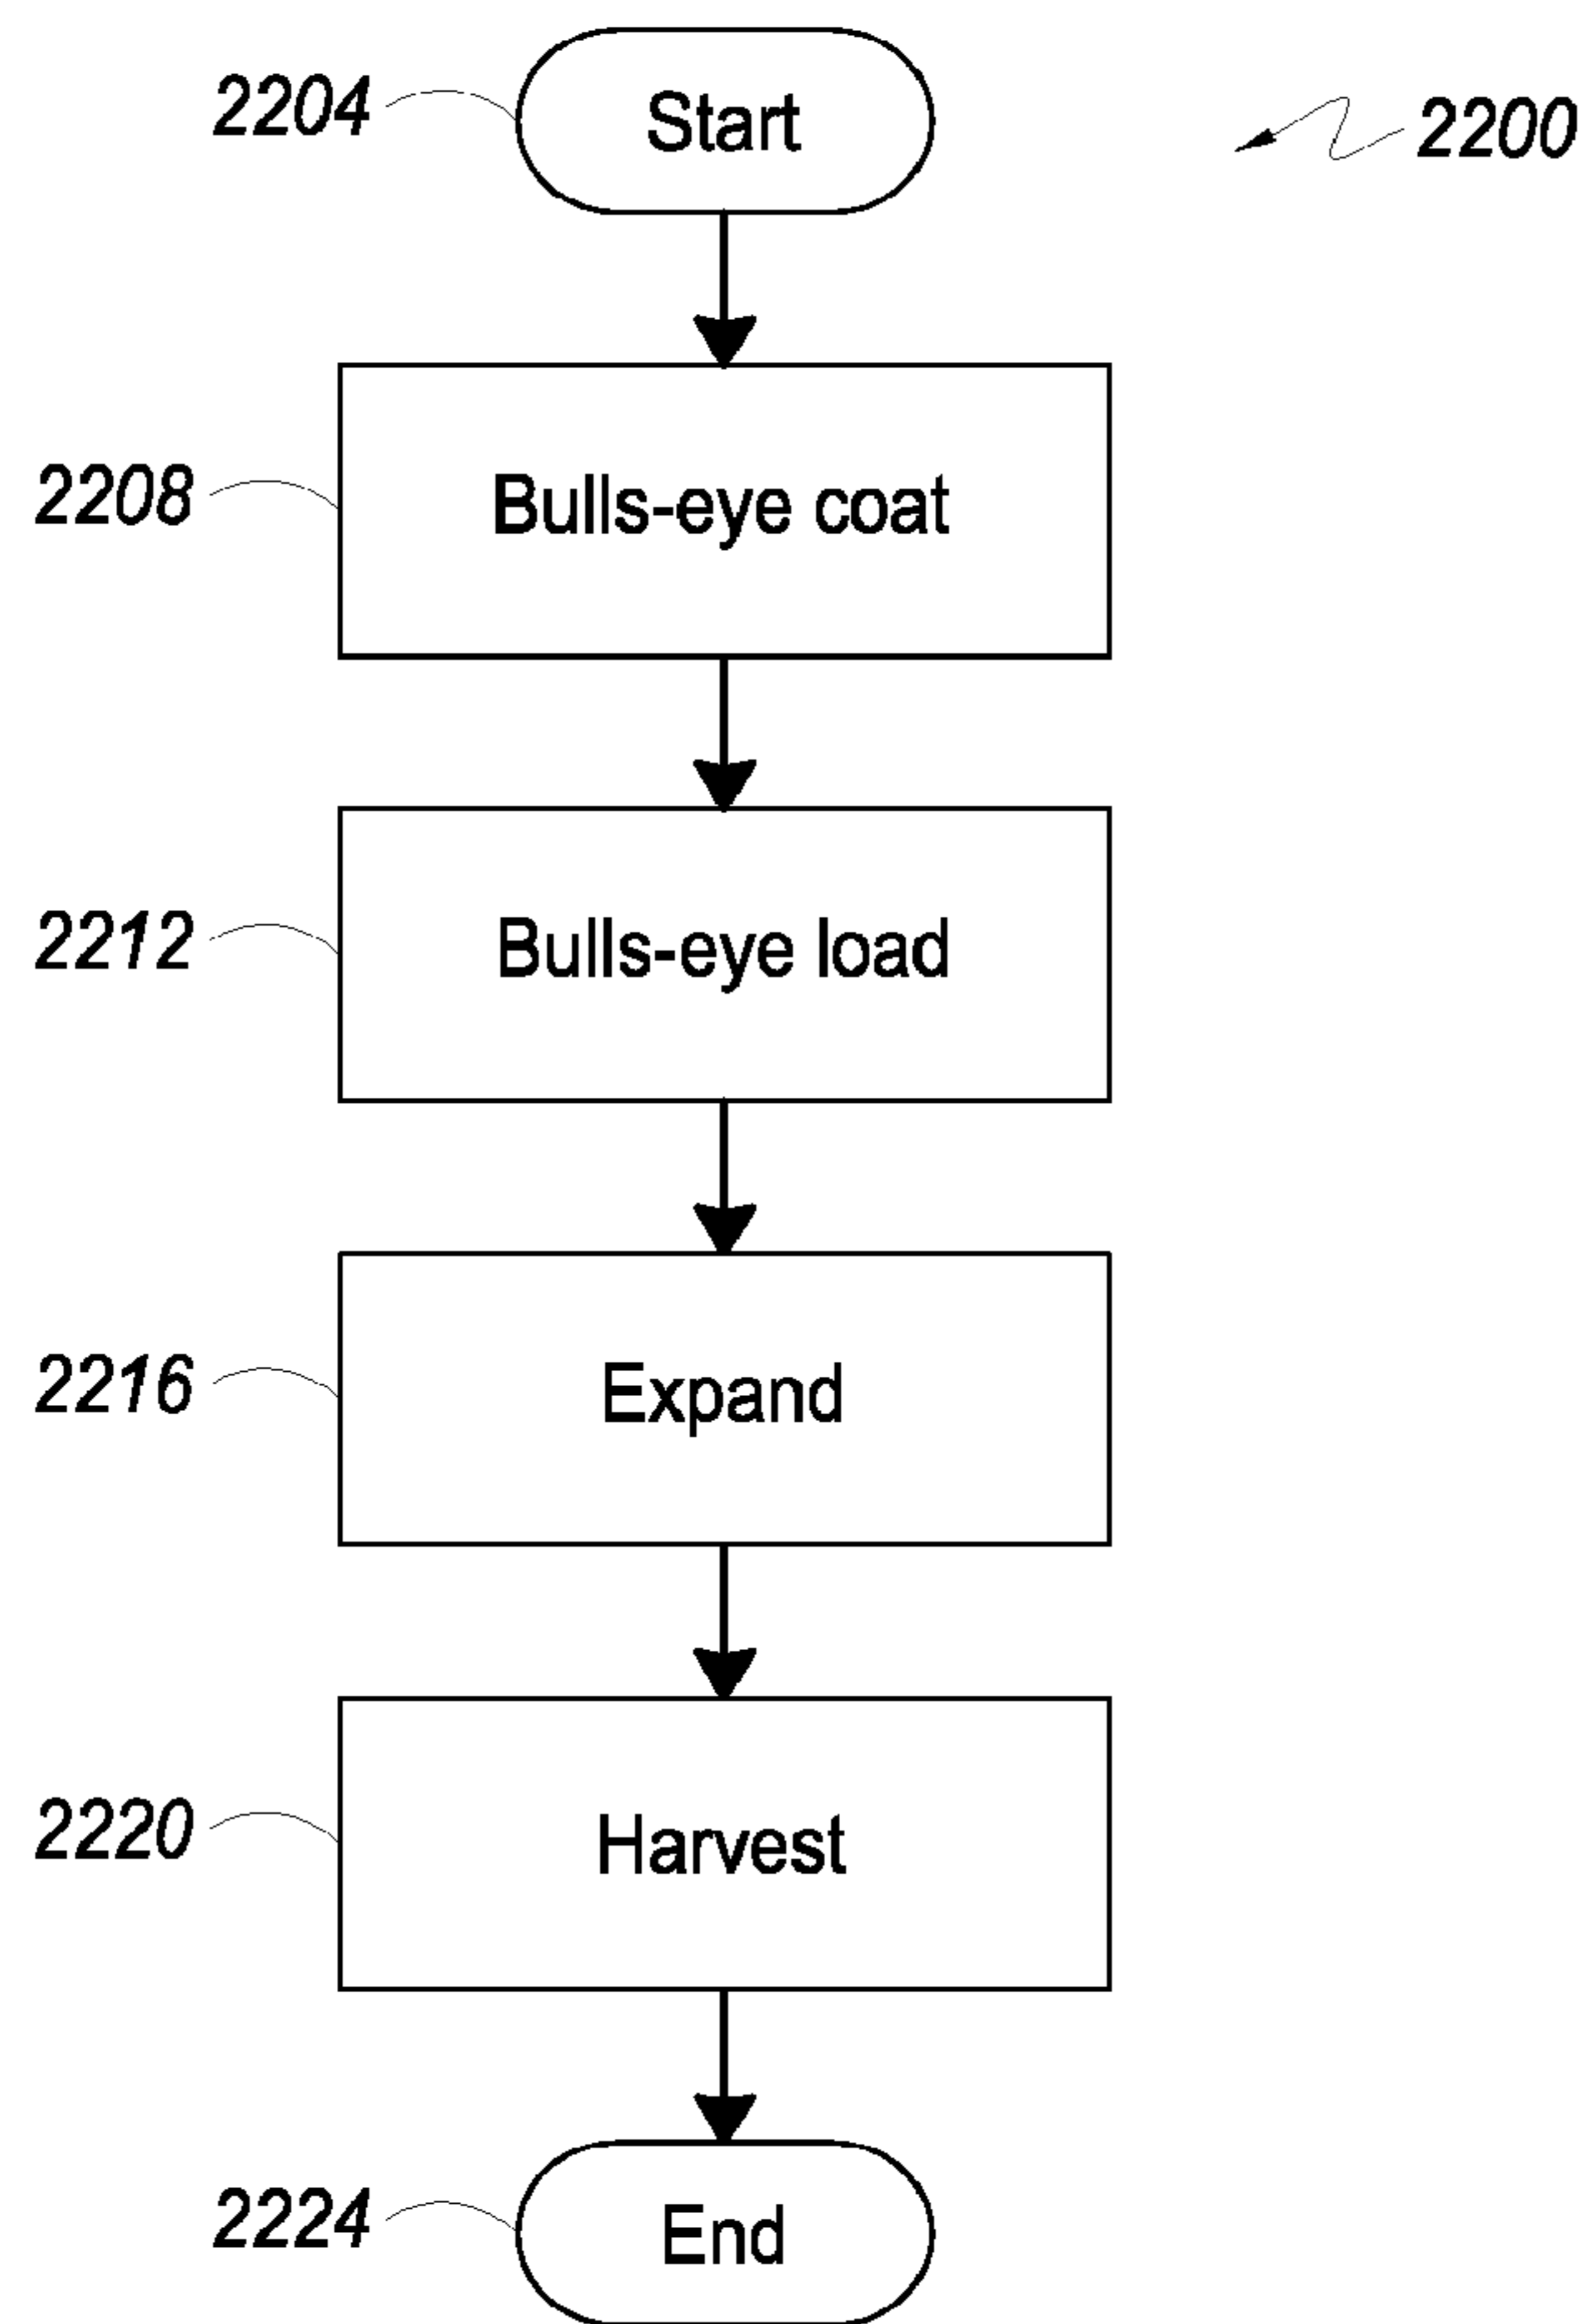 2204
Start
2200
2208
Bulls-eye coat
2212
Bulls-eye load
2216
Expand
2220
Harvest
2224
End